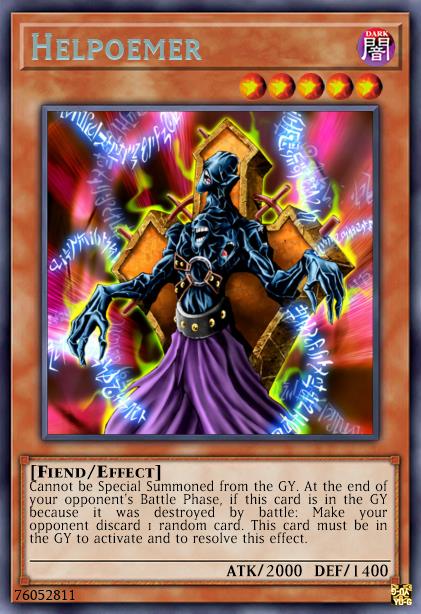 HELPOEMER
DARK
闇
[FIEND/EFFECT]
Cannot be Special Summoned from the GY. At the end of
your opponent's Battle Phase, if this card is in the GY
because it was destroyed by battle: Make your
opponent discard 1 random card. This card must be in
the GY to activate and to resolve this effect.
ATK/2000 DEF/1400
76052811